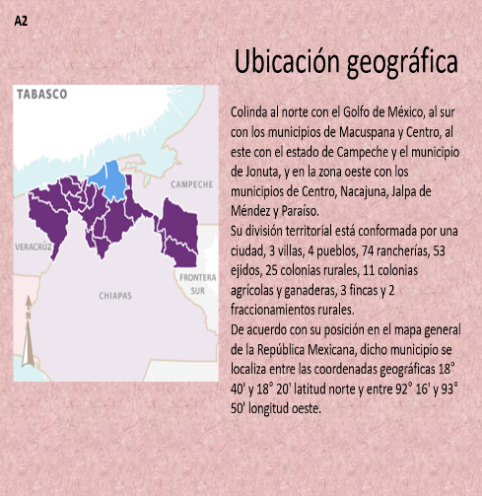 A2
Ubicación geográfica
TABASCO
CAMPECHE
VERACRÚZ
CHIAPAS
FRONTERA
SUR
N
Colinda al norte con el Golfo de México, al sur
con los municipios de Macuspana y Centro, al
este con el estado de Campeche y el municipio
de Jonuta, y en la zona oeste con los
municipios de Centro, Nacajuna, Jalpa de
Méndez y Paraíso.
Su división territorial está conformada por una
ciudad, 3 villas, 4 pueblos, 74 rancherías, 53
ejidos, 25 colonias rurales, 11 colonias
agrícolas y ganaderas, 3 fincas y 2
fraccionamientos rurales.
De acuerdo con su posición en el mapa general
de la República Mexicana, dicho municipio se
localiza entre las coordenadas geográficas 18°
40' y 18° 20' latitud norte y entre 92° 16' y 93°
50' longitud oeste.